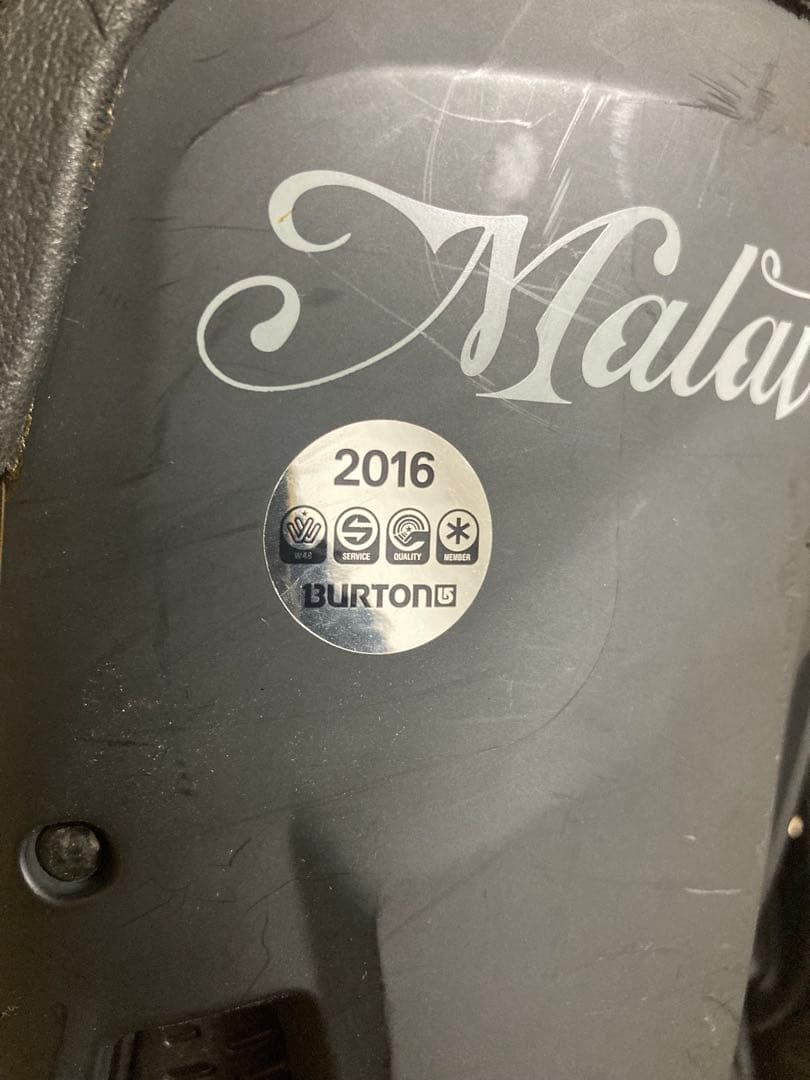 Malav
2016
W48 SERVICE QUALITY MEMBER
BURTON